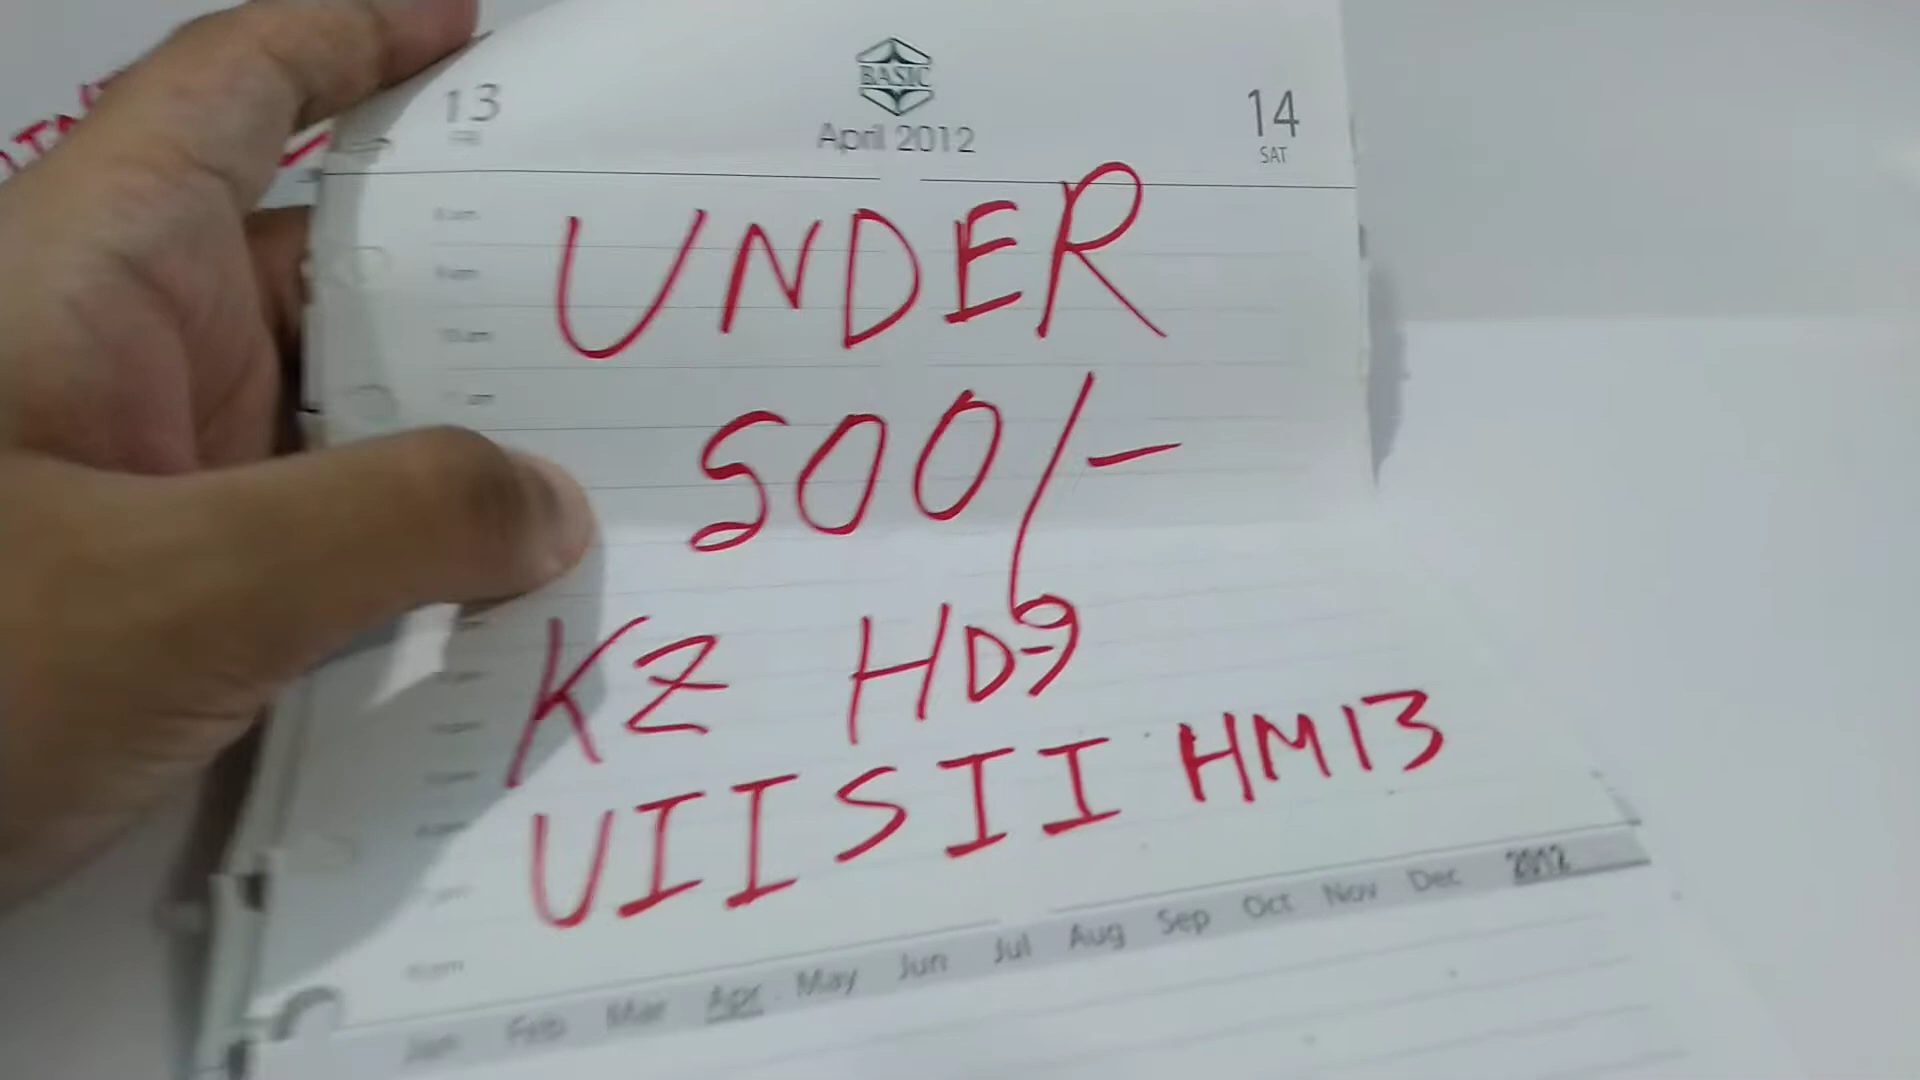 BASIC
13 April 2012 14
FRI SAT
UNDER
500/-
KZ HD9
UIISII HM13
Jan Feb Mar Apr May Jun Jul Aug Sep Oct Nov Dec 2012